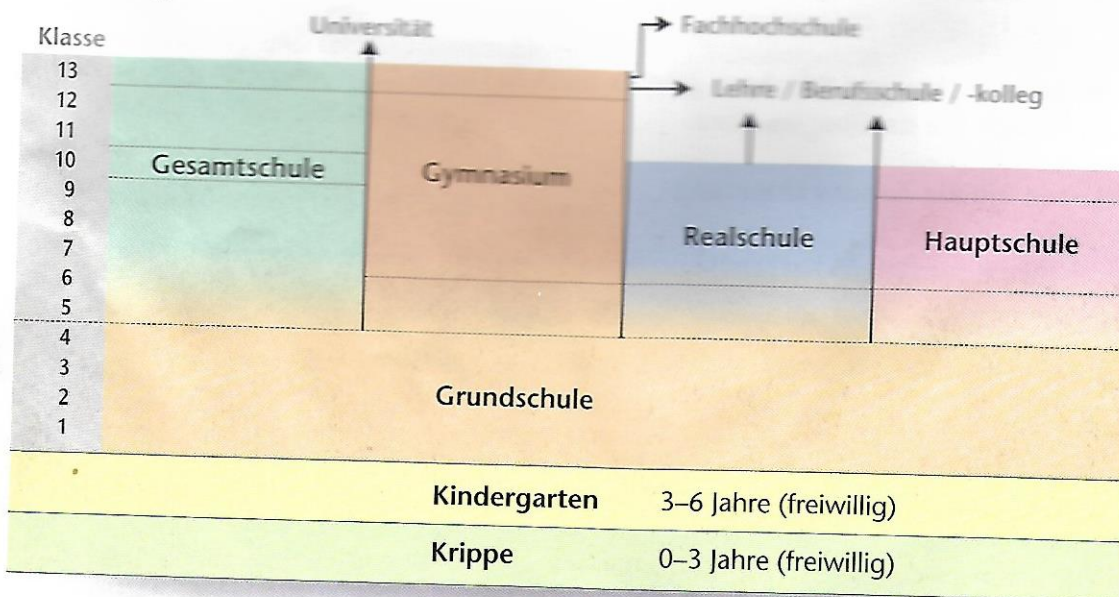 Universität
Fachhochschule
Klasse
Lehre / Berufsschule / -kolleg
13
12
11
10
9
8
7
6
5
4
3
2
1
Gesamtschule
Gymnasium
Realschule
Hauptschule
Grundschule
Kindergarten 3–6 Jahre (freiwillig)
Krippe 0–3 Jahre (freiwillig)